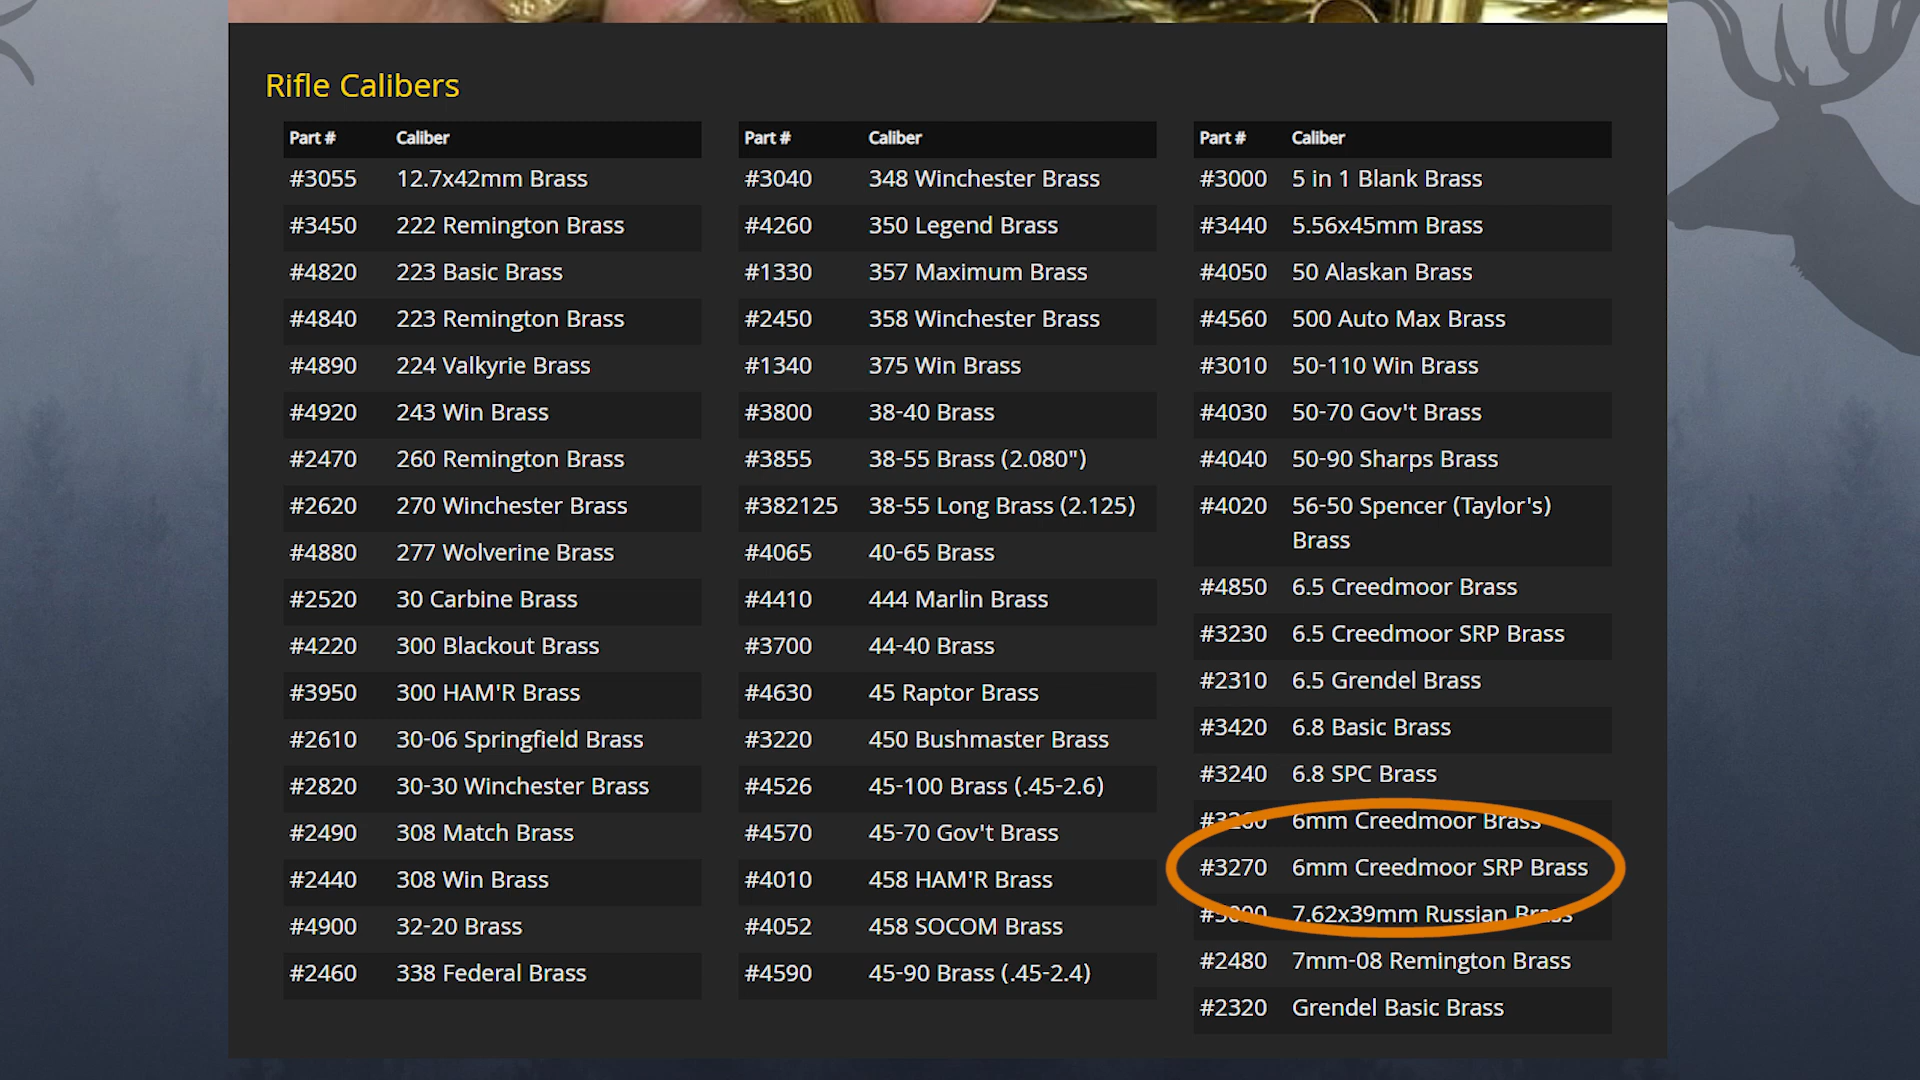 Rifle Calibers
Part # Caliber
#3055 12.7x42mm Brass
#3450 222 Remington Brass
#4820 223 Basic Brass
#4840 223 Remington Brass
#4890 224 Valkyrie Brass
#4920 243 Win Brass
#2470 260 Remington Brass
#2620 270 Winchester Brass
#4880 277 Wolverine Brass
#2520 30 Carbine Brass
#4220 300 Blackout Brass
#3950 300 HAM'R Brass
#2610 30-06 Springfield Brass
#2820 30-30 Winchester Brass
#2490 308 Match Brass
#2440 308 Win Brass
#4900 32-20 Brass
#2460 338 Federal Brass
Part # Caliber
#3040 348 Winchester Brass
#4260 350 Legend Brass
#1330 357 Maximum Brass
#2450 358 Winchester Brass
#1340 375 Win Brass
#3800 38-40 Brass
#3855 38-55 Brass (2.080")
#382125 38-55 Long Brass (2.125)
#4065 40-65 Brass
#4410 444 Marlin Brass
#3700 44-40 Brass
#4630 45 Raptor Brass
#3220 450 Bushmaster Brass
#4526 45-100 Brass (.45-2.6)
#4570 45-70 Gov't Brass
#4010 458 HAM'R Brass
#4052 458 SOCOM Brass
#4590 45-90 Brass (.45-2.4)
Part # Caliber
#3000 5 in 1 Blank Brass
#3440 5.56x45mm Brass
#4050 50 Alaskan Brass
#4560 500 Auto Max Brass
#3010 50-110 Win Brass
#4030 50-70 Gov't Brass
#4040 50-90 Sharps Brass
#4020 56-50 Spencer (Taylor's)
Brass
#4850 6.5 Creedmoor Brass
#3230 6.5 Creedmoor SRP Brass
#2310 6.5 Grendel Brass
#3420 6.8 Basic Brass
#3240 6.8 SPC Brass
#3260 6mm Creedmoor Brass
#3270 6mm Creedmoor SRP Brass
7.62x39mm Russian Brass
#2480 7mm-08 Remington Brass
#2320 Grendel Basic Brass